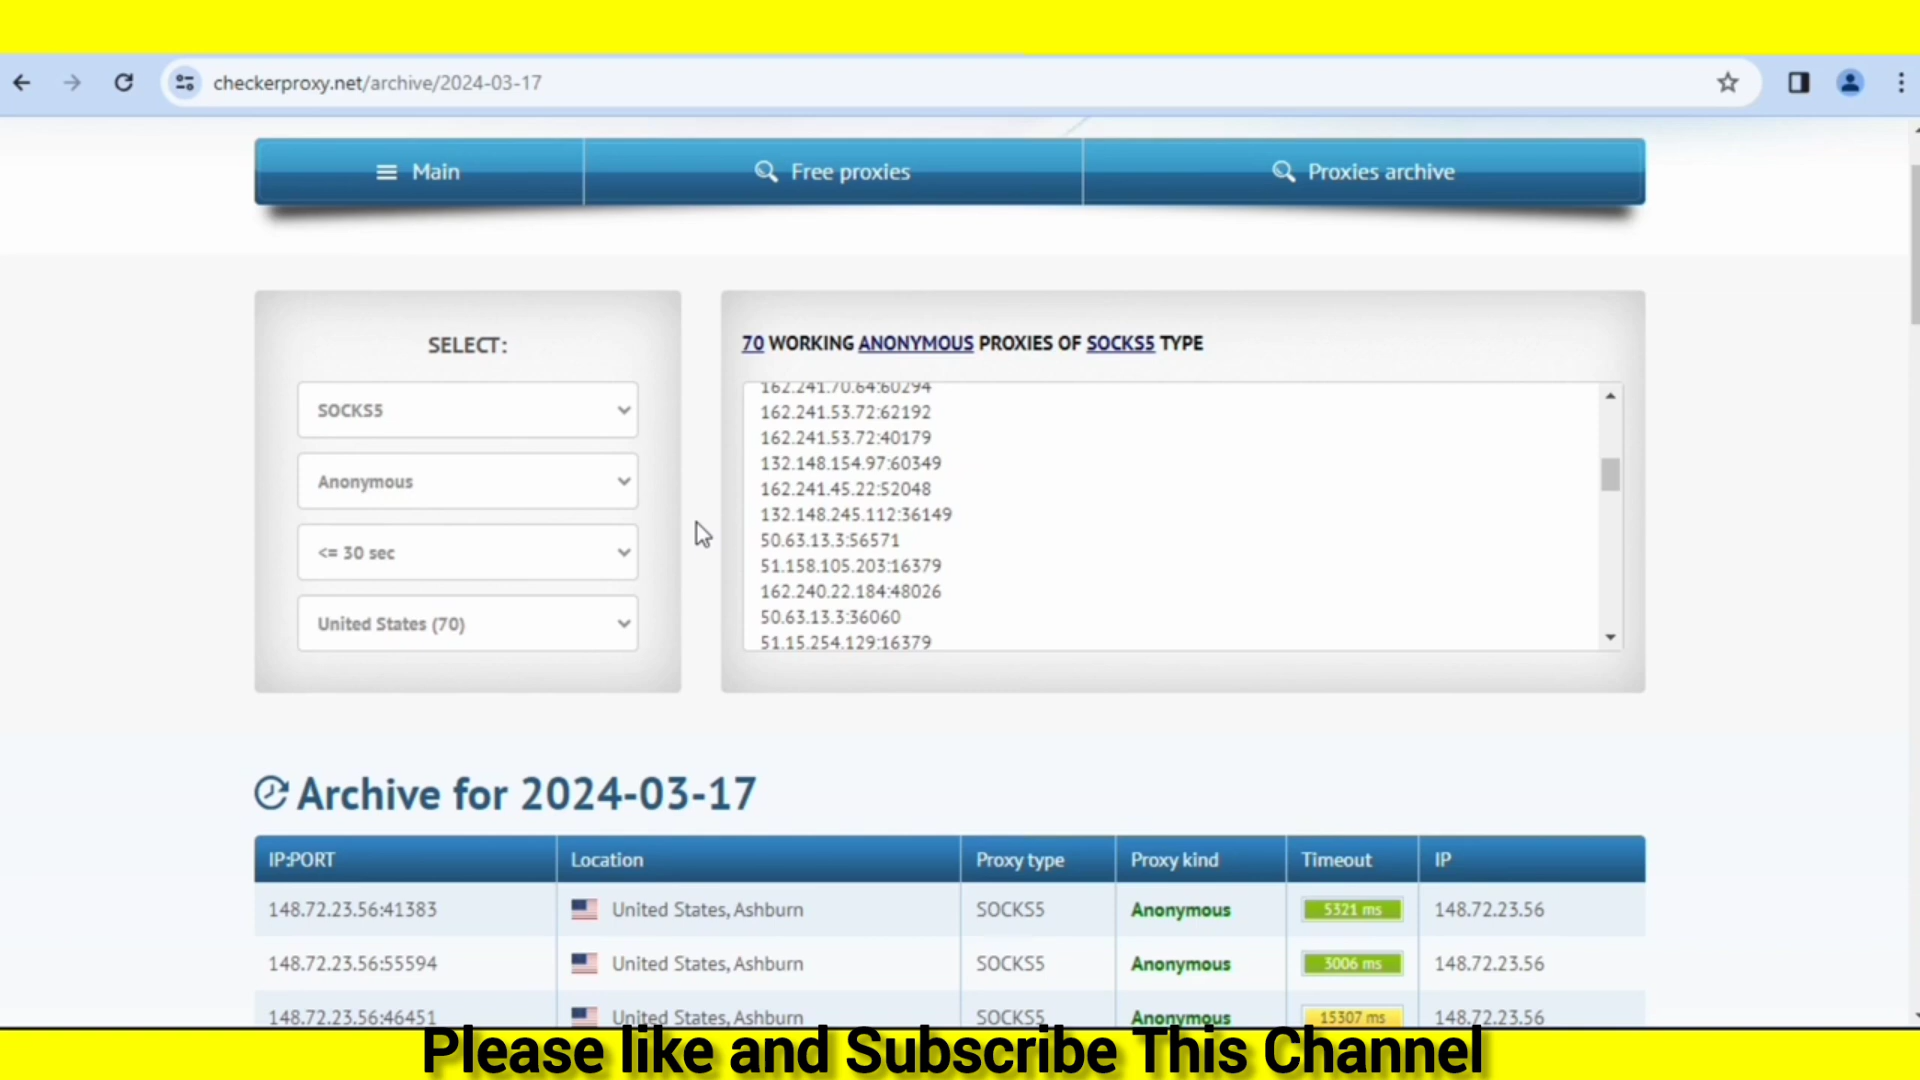 checkerproxy.net/archive/2024-03-17
Main
Free proxies
Proxies archive
SELECT:
SOCKS5
Anonymous
<= 30 sec
United States (70)
70 WORKING ANONYMOUS PROXIES OF SOCKS5 TYPE
162.241.70.64:60294
162.241.53.72:62192
162.241.53.72:40179
132.148.154.97:60349
162.241.45.22:52048
132.148.245.112:36149
50.63.13.3:56571
51.158.105.203:16379
162.240.22.184:48026
50.63.13.3:36060
51.15.254.129:16379
Archive for 2024-03-17
IP:PORT Location Proxy type Proxy kind Timeout IP
148.72.23.56:41383 United States, Ashburn SOCKS5 Anonymous 5321 ms 148.72.23.56
148.72.23.56:55594 United States, Ashburn SOCKS5 Anonymous 3006 ms 148.72.23.56
148.72.23.56:46451 United States, Ashburn SOCKS5 Anonymous 15307 ms 148.72.23.56
Please like and Subscribe This Channel